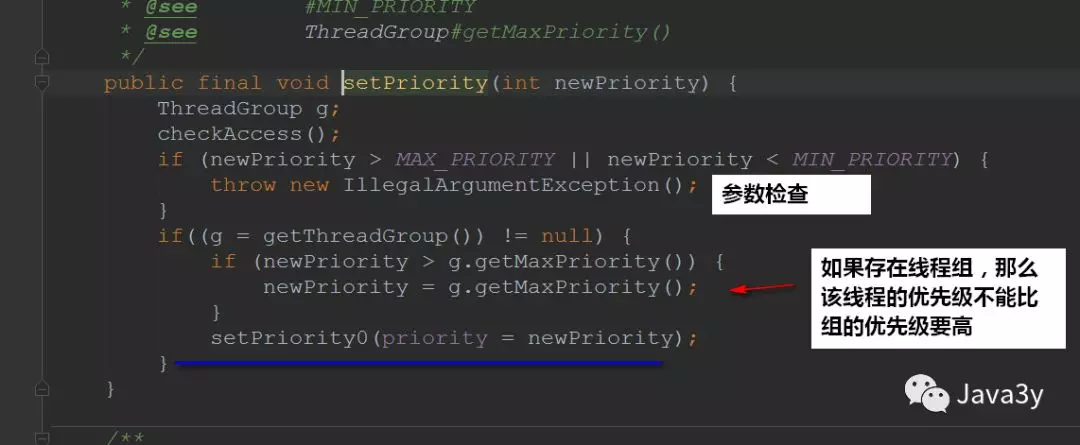 * @see #MIN_PRIORITY
* @see ThreadGroup#getMaxPriority()
*/
public final void setPriority(int newPriority) {
ThreadGroup g;
checkAccess();
if (newPriority > MAX_PRIORITY || newPriority < MIN_PRIORITY) {
throw new IllegalArgumentException();
参数检查
}
if((g = getThreadGroup()) != null) {
if (newPriority > g.getMaxPriority()) {
newPriority = g.getMaxPriority();
}
如果存在线程组，那么
该线程的优先级不能比
组的优先级要高
setPriority0(priority = newPriority);
}
}
Java3y
/**